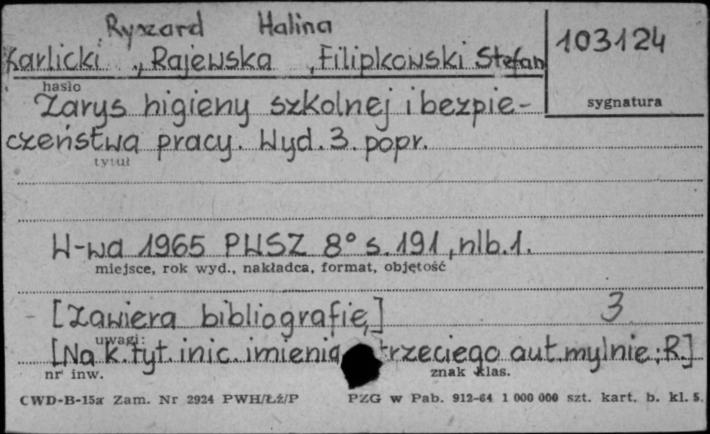 Ryszard Halina
Karlicki , Rajewska , Filipkowski Stefan
103124
hasło
sygnatura
Zarys higieny szkolnej i bezpie-
czeństwa pracy. Wyd. 3. popr.
tytuł
W-wa 1965 PWSZ 8° s. 191, nlb. 1.
miejsce, rok wyd., nakładca, format, objętość
[Zawiera bibliografię] 3
uwagi:
[Na k. tyt. inic. imienia trzeciego aut. mylnie: R.]
nr inw. znak klas.
CWD-B-15a Zam. Nr 2924 PWH/Łź/P PZG w Pab. 912-64 1 000 000 szt. kart. b. kl. 5.